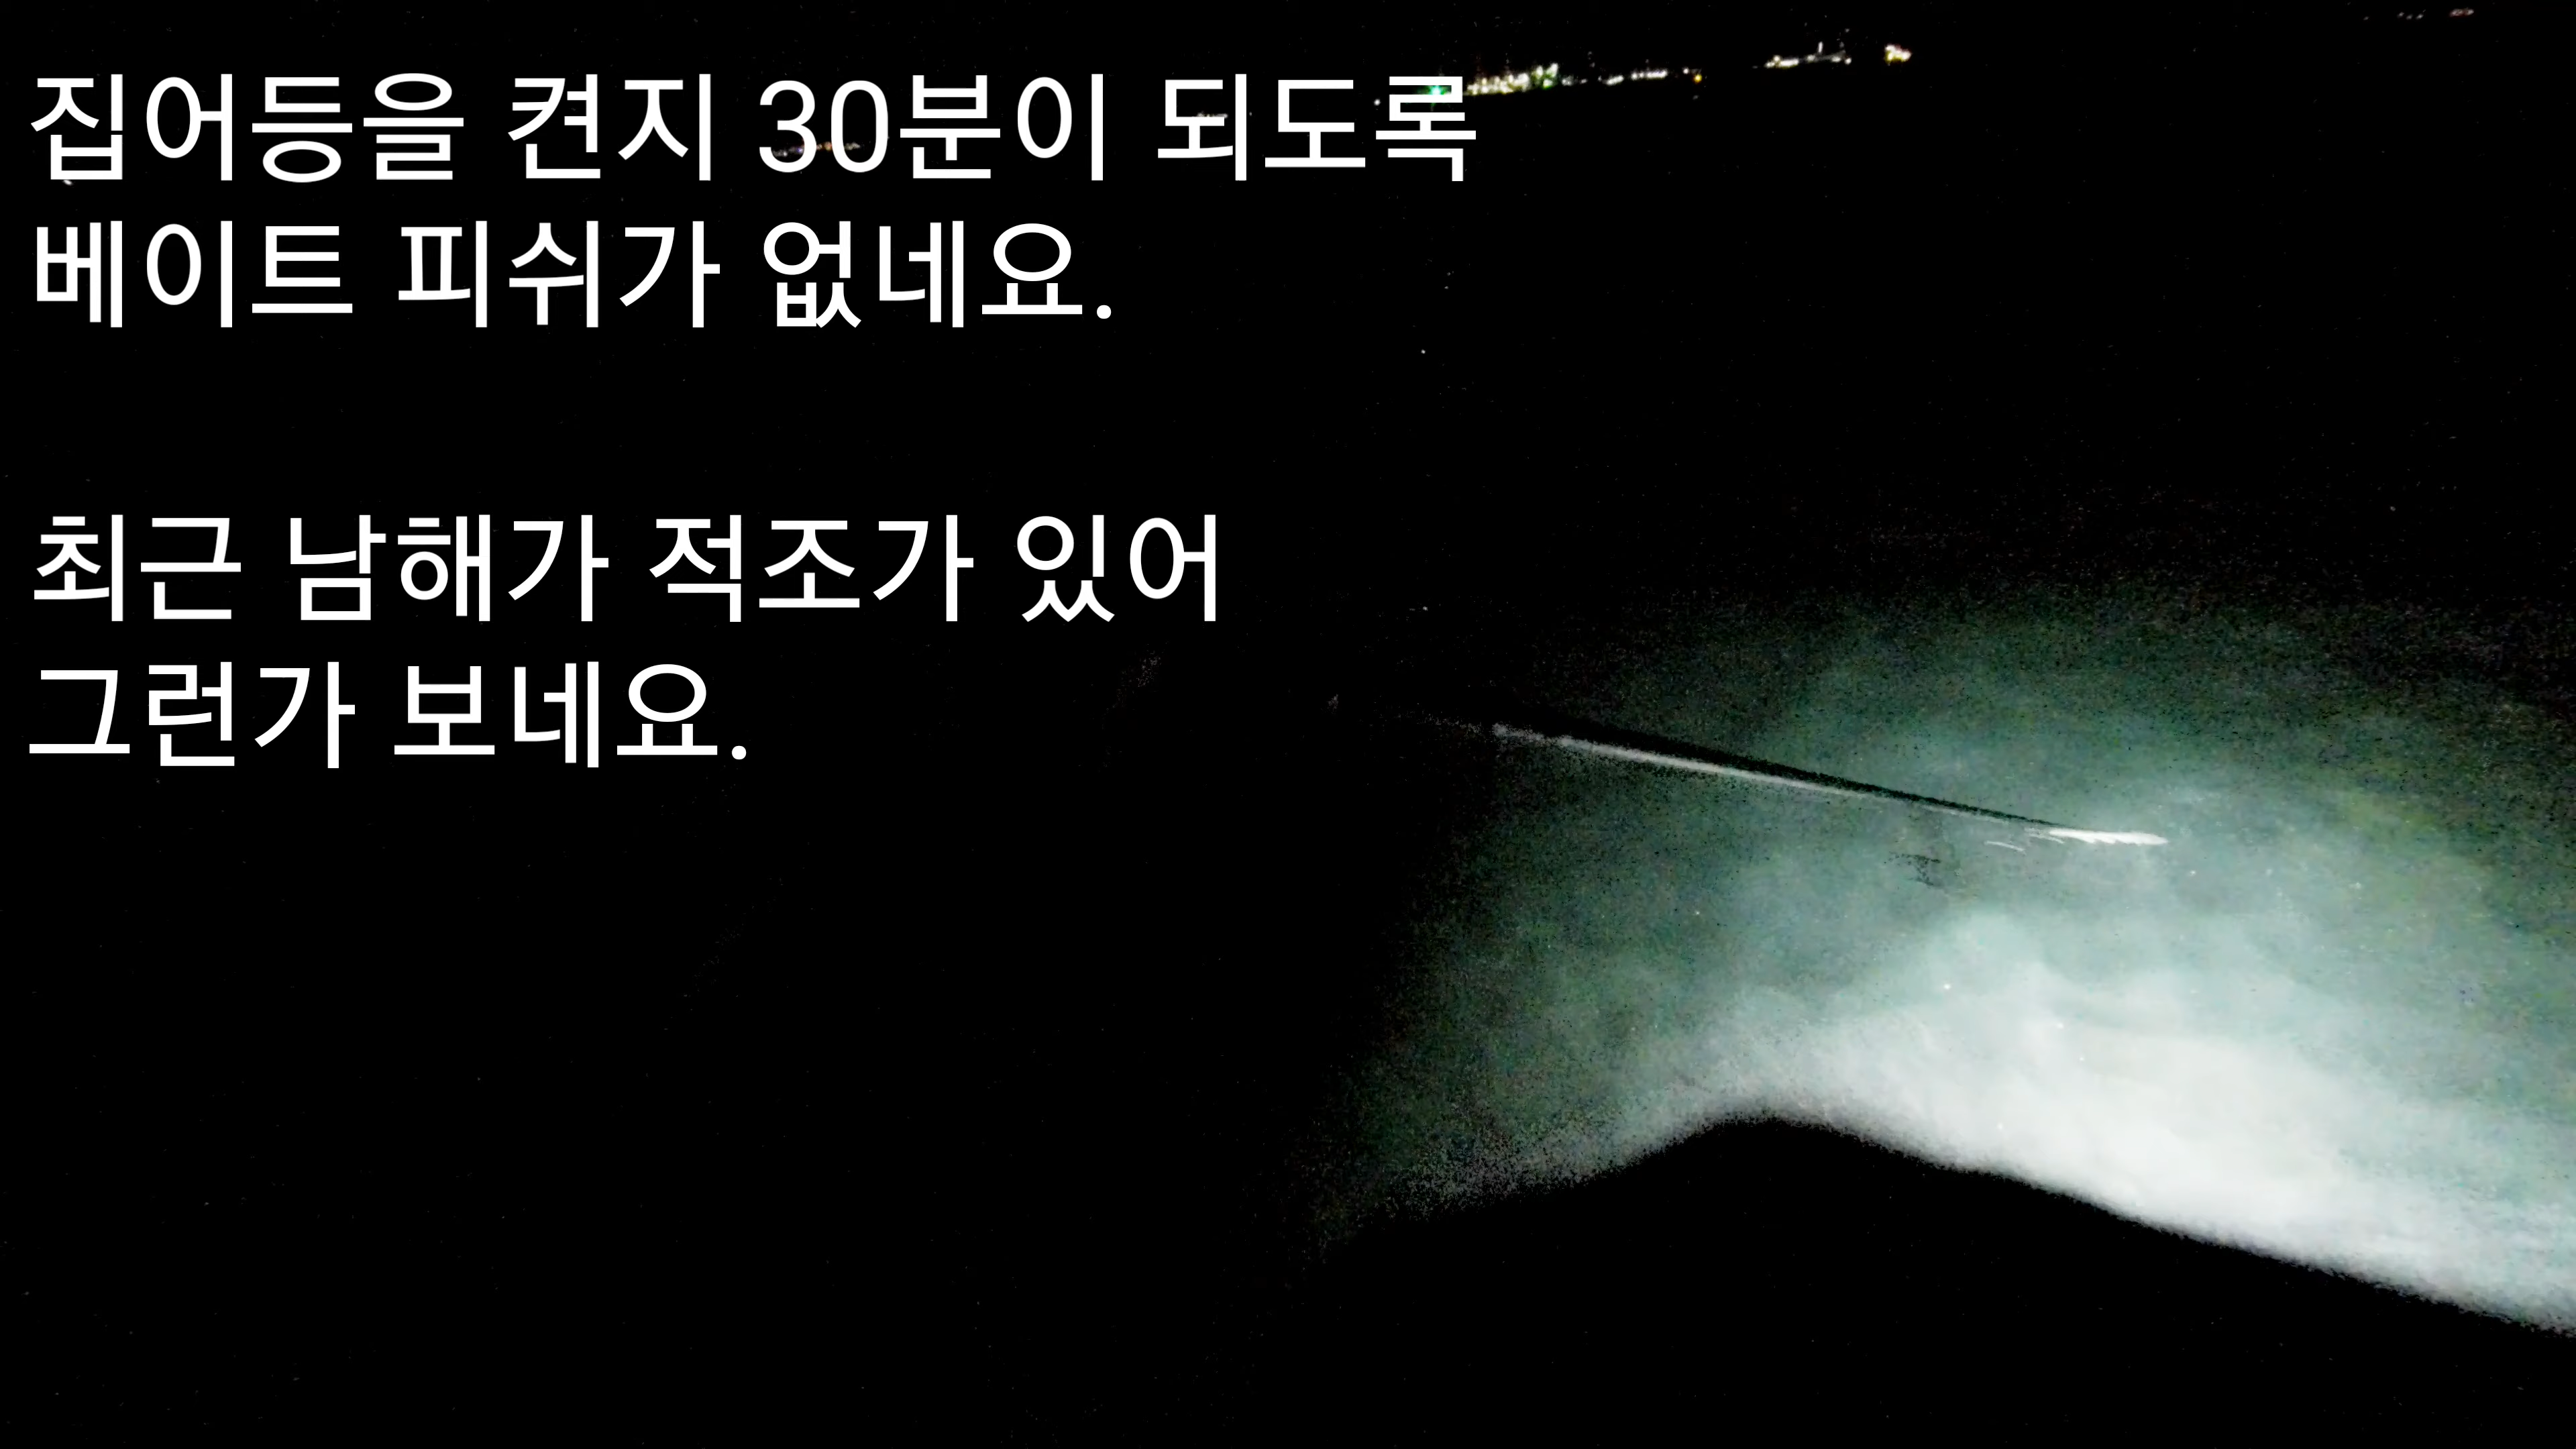 집어등을 켠지 30분이 되도록
베이트 피쉬가 없네요.
최근 남해가 적조가 있어
그런가 보네요.